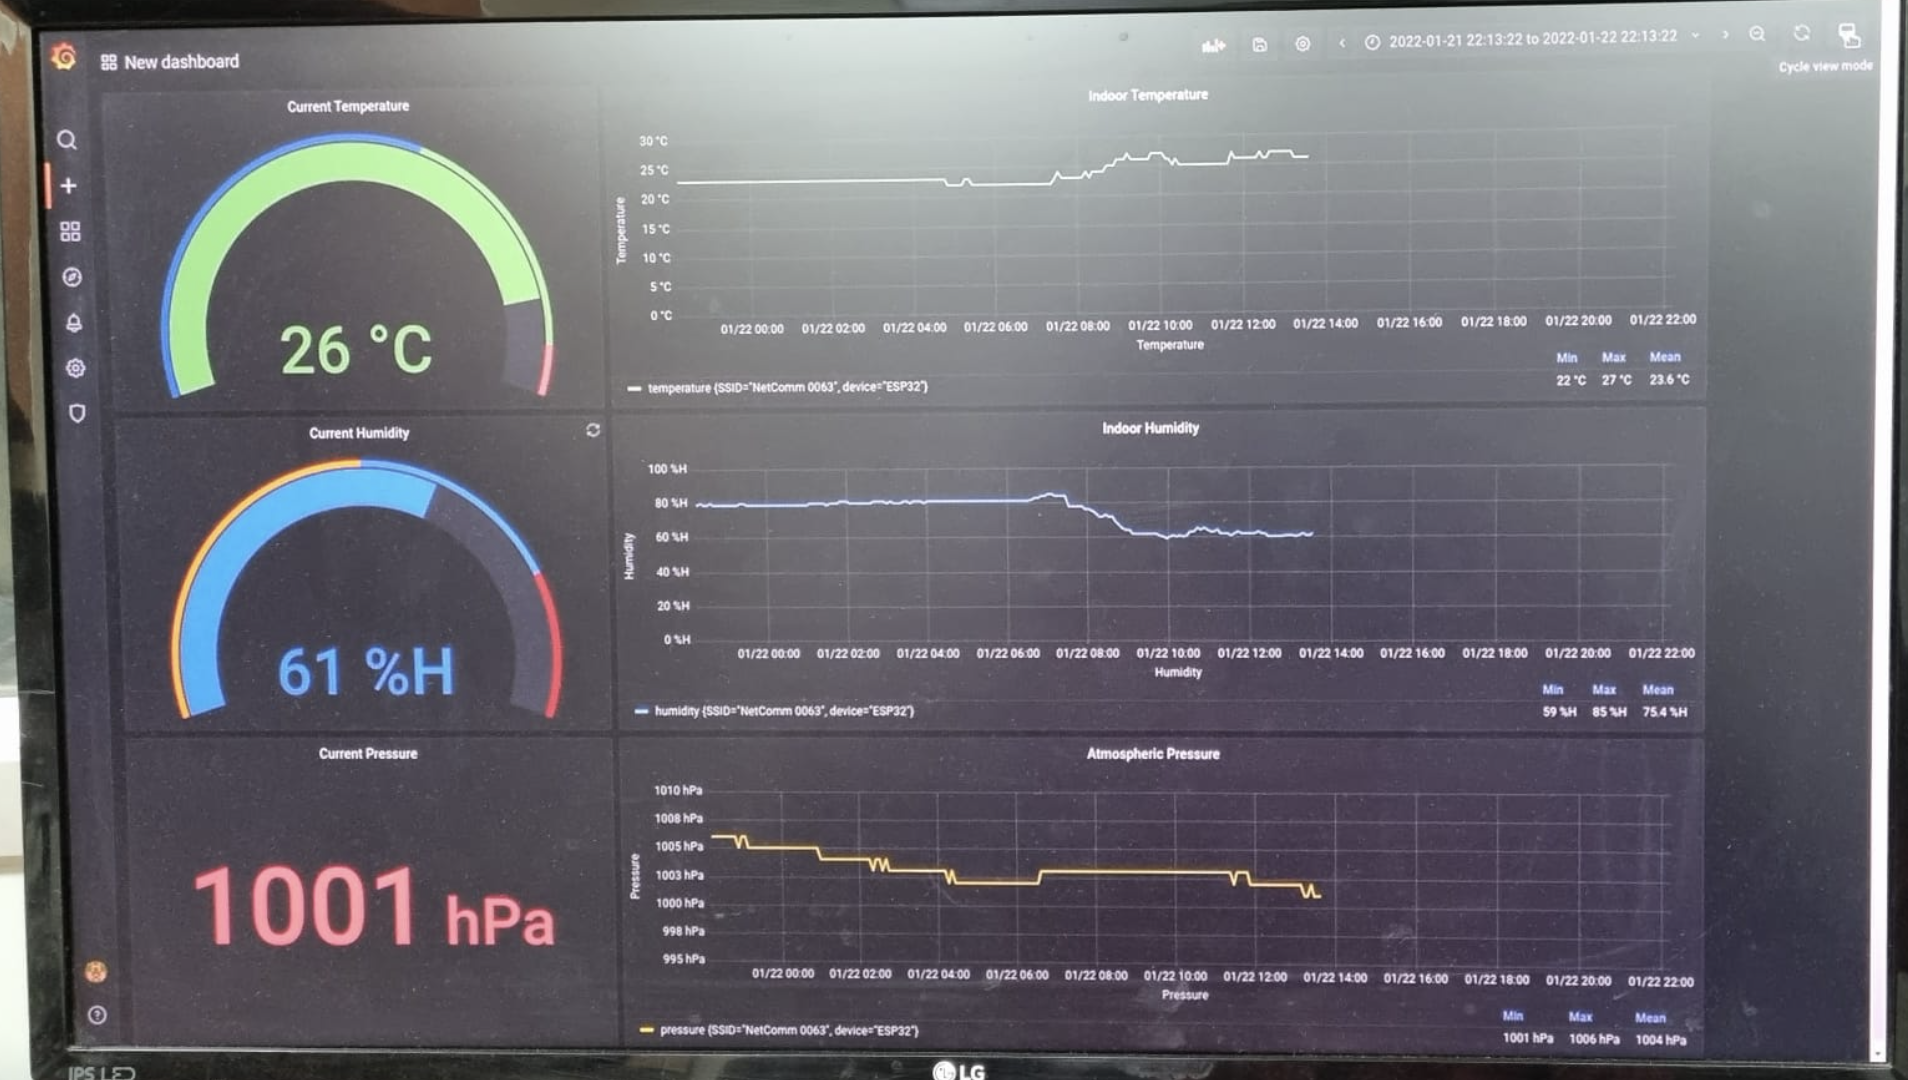 New dashboard
2022-01-21 22:13:22 to 2022-01-22 22:13:22
Cycle view mode
Current Temperature
26 °C
Indoor Temperature
30 °C
25 °C
20 °C
15 °C
10 °C
5 °C
0 °C
Temperature
01/22 00:00 01/22 02:00 01/22 04:00 01/22 06:00 01/22 08:00 01/22 10:00 01/22 12:00 01/22 14:00 01/22 16:00 01/22 18:00 01/22 20:00 01/22 22:00
Temperature
Min Max Mean
temperature {SSID="NetComm 0063", device="ESP32"} 22 °C 27 °C 23.6 °C
Current Humidity
61 %H
Indoor Humidity
100 %H
80 %H
60 %H
40 %H
20 %H
0 %H
Humidity
01/22 00:00 01/22 02:00 01/22 04:00 01/22 06:00 01/22 08:00 01/22 10:00 01/22 12:00 01/22 14:00 01/22 16:00 01/22 18:00 01/22 20:00 01/22 22:00
Humidity
Min Max Mean
humidity {SSID="NetComm 0063", device="ESP32"} 59 %H 85 %H 75.4 %H
Current Pressure
1001 hPa
Atmospheric Pressure
1010 hPa
1008 hPa
1005 hPa
1003 hPa
1000 hPa
998 hPa
995 hPa
Pressure
01/22 00:00 01/22 02:00 01/22 04:00 01/22 06:00 01/22 08:00 01/22 10:00 01/22 12:00 01/22 14:00 01/22 16:00 01/22 18:00 01/22 20:00 01/22 22:00
Pressure
Min Max Mean
pressure {SSID="NetComm 0063", device="ESP32"} 1001 hPa 1006 hPa 1004 hPa
IPS LED
LG